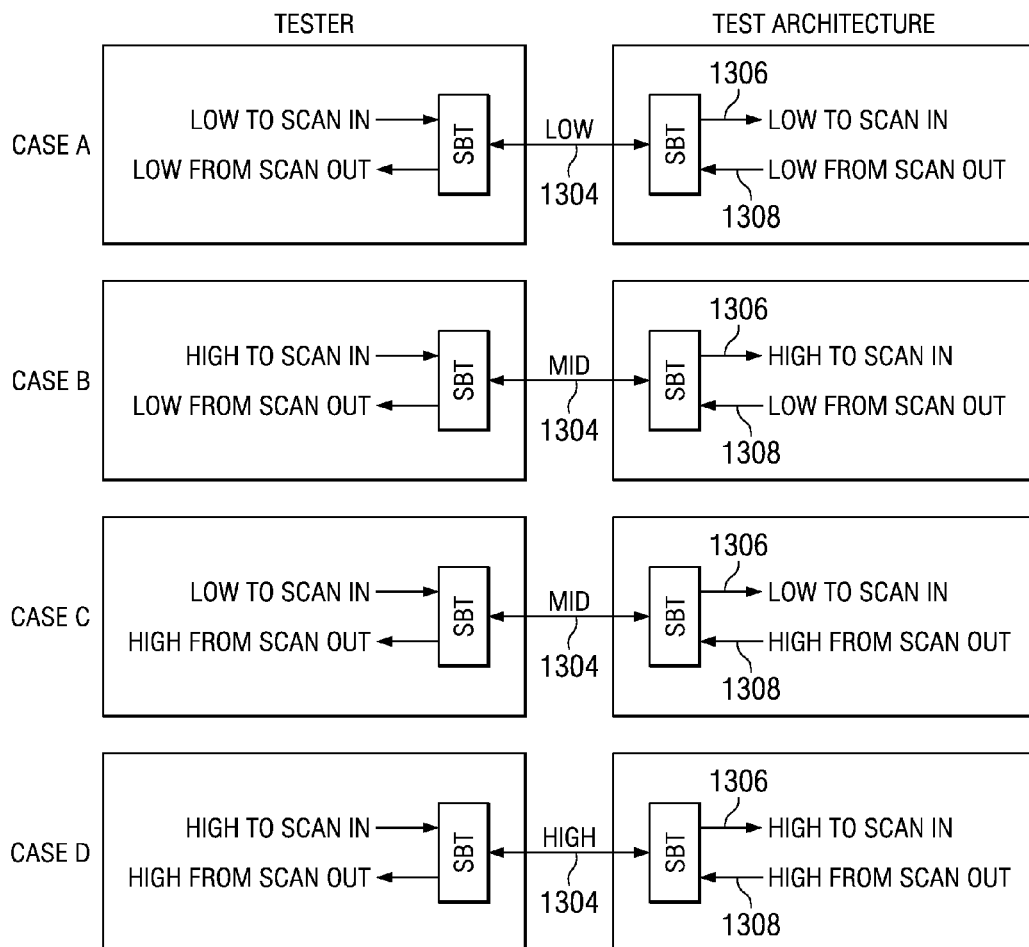 TESTER
TEST ARCHITECTURE
CASE A
LOW TO SCAN IN
LOW FROM SCAN OUT
SBT
LOW
1304
SBT
1306
LOW TO SCAN IN
LOW FROM SCAN OUT
1308
CASE B
HIGH TO SCAN IN
LOW FROM SCAN OUT
SBT
MID
1304
SBT
1306
HIGH TO SCAN IN
LOW FROM SCAN OUT
1308
CASE C
LOW TO SCAN IN
HIGH FROM SCAN OUT
SBT
MID
1304
SBT
1306
LOW TO SCAN IN
HIGH FROM SCAN OUT
1308
CASE D
HIGH TO SCAN IN
HIGH FROM SCAN OUT
SBT
HIGH
1304
SBT
1306
HIGH TO SCAN IN
HIGH FROM SCAN OUT
1308